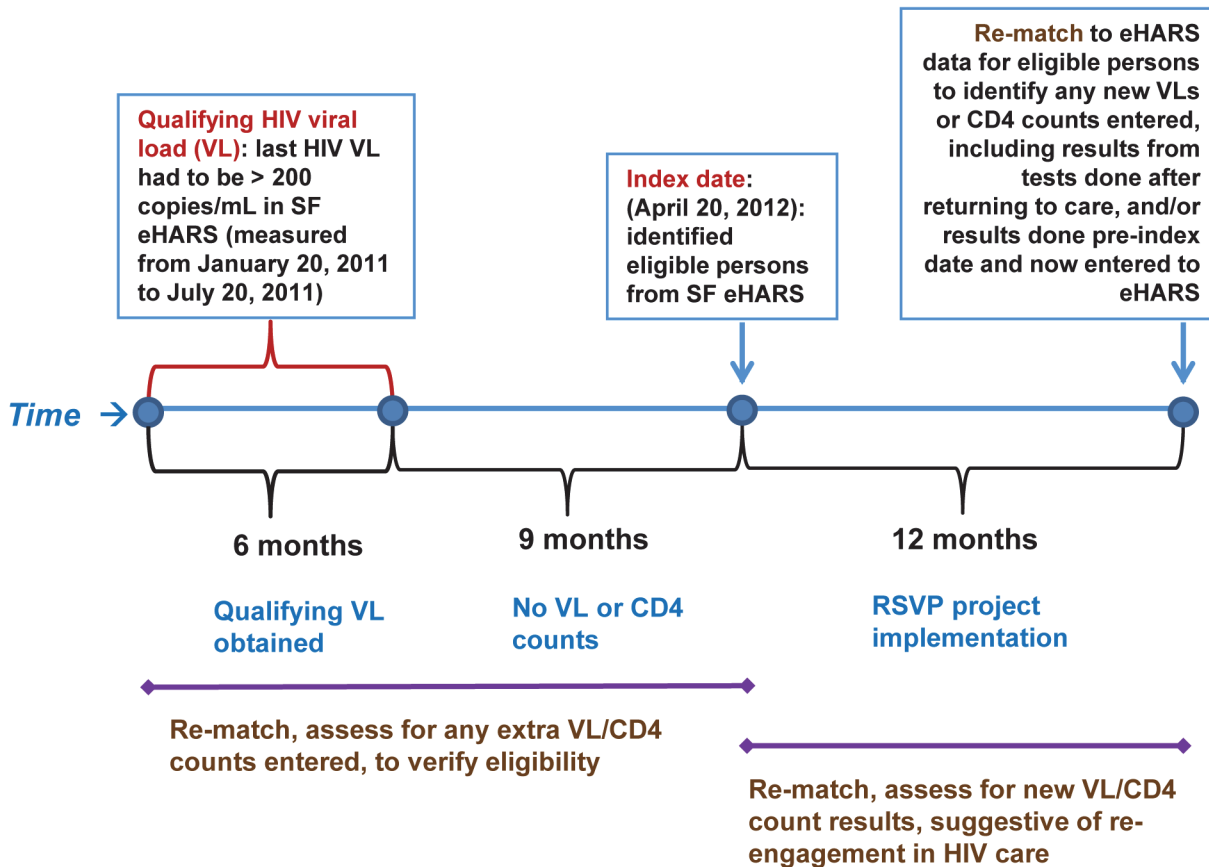 Qualifying HIV viral
load (VL): last HIV VL
had to be > 200
copies/mL in SF
eHARS (measured
from January 20, 2011
to July 20, 2011)
Index date:
(April 20, 2012):
identified
eligible persons
from SF eHARS
Re-match to eHARS
data for eligible persons
to identify any new VLs
or CD4 counts entered,
including results from
tests done after
returning to care, and/or
results done pre-index
date and now entered to
eHARS
Time →
6 months
9 months
12 months
Qualifying VL
obtained
No VL or CD4
counts
RSVP project
implementation
Re-match, assess for any extra VL/CD4
counts entered, to verify eligibility
Re-match, assess for new VL/CD4
count results, suggestive of re-
engagement in HIV care